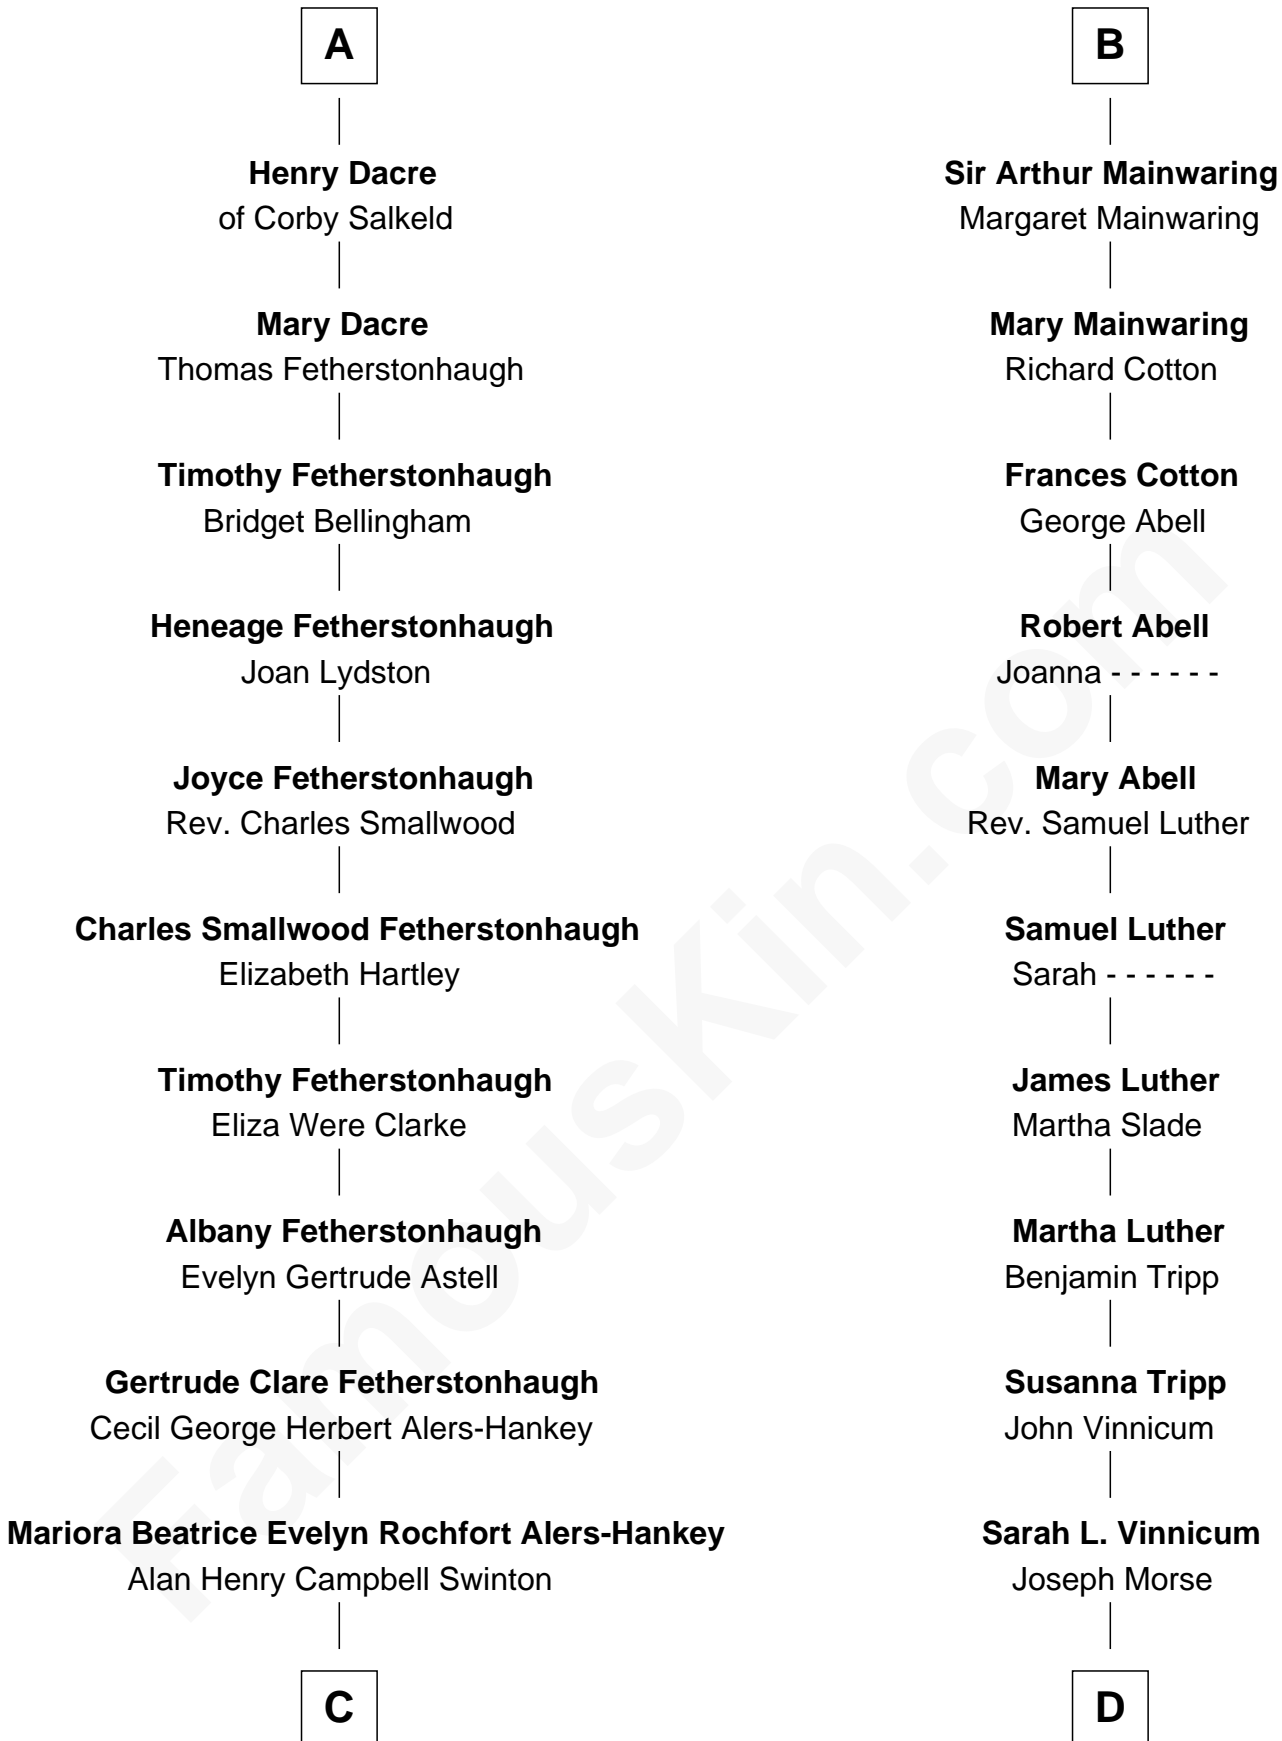 A
Henry Dacre
of Corby Salkeld
Mary Dacre
Thomas Fetherstonhaugh
Timothy Fetherstonhaugh
Bridget Bellingham
Heneage Fetherstonhaugh
Joan Lydston
Joyce Fetherstonhaugh
Rev. Charles Smallwood
Charles Smallwood Fetherstonhaugh
Elizabeth Hartley
Timothy Fetherstonhaugh
Eliza Were Clarke
Albany Fetherstonhaugh
Evelyn Gertrude Astell
Gertrude Clare Fetherstonhaugh
Cecil George Herbert Alers-Hankey
Mariora Beatrice Evelyn Rochfort Alers-Hankey
Alan Henry Campbell Swinton
C
B
Sir Arthur Mainwaring
Margaret Mainwaring
Mary Mainwaring
Richard Cotton
Frances Cotton
George Abell
Robert Abell
Joanna - - - - - -
Mary Abell
Rev. Samuel Luther
Samuel Luther
Sarah - - - - - -
James Luther
Martha Slade
Martha Luther
Benjamin Tripp
Susanna Tripp
John Vinnicum
Sarah L. Vinnicum
Joseph Morse
D
FamousKin.com